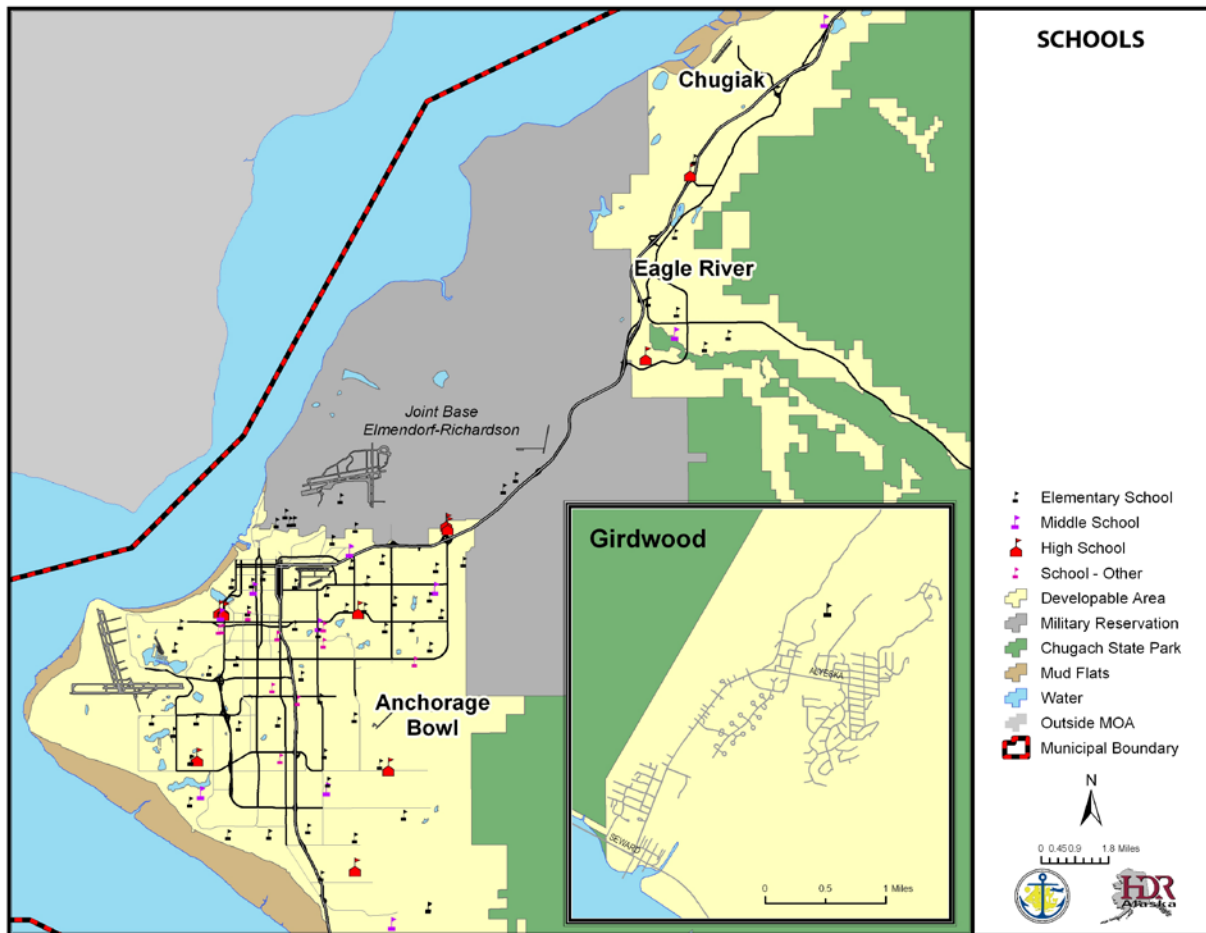 SCHOOLS
Chugiak
Eagle River
Joint Base
Elmendorf-Richardson
Anchorage
Bowl
Girdwood
ALYESKA
SEWARD
0 0.5 1 Miles
Elementary School
Middle School
High School
School - Other
Developable Area
Military Reservation
Chugach State Park
Mud Flats
Water
Outside MOA
Municipal Boundary
N
0 0.45 0.9 1.8 Miles
HDR
Alaska